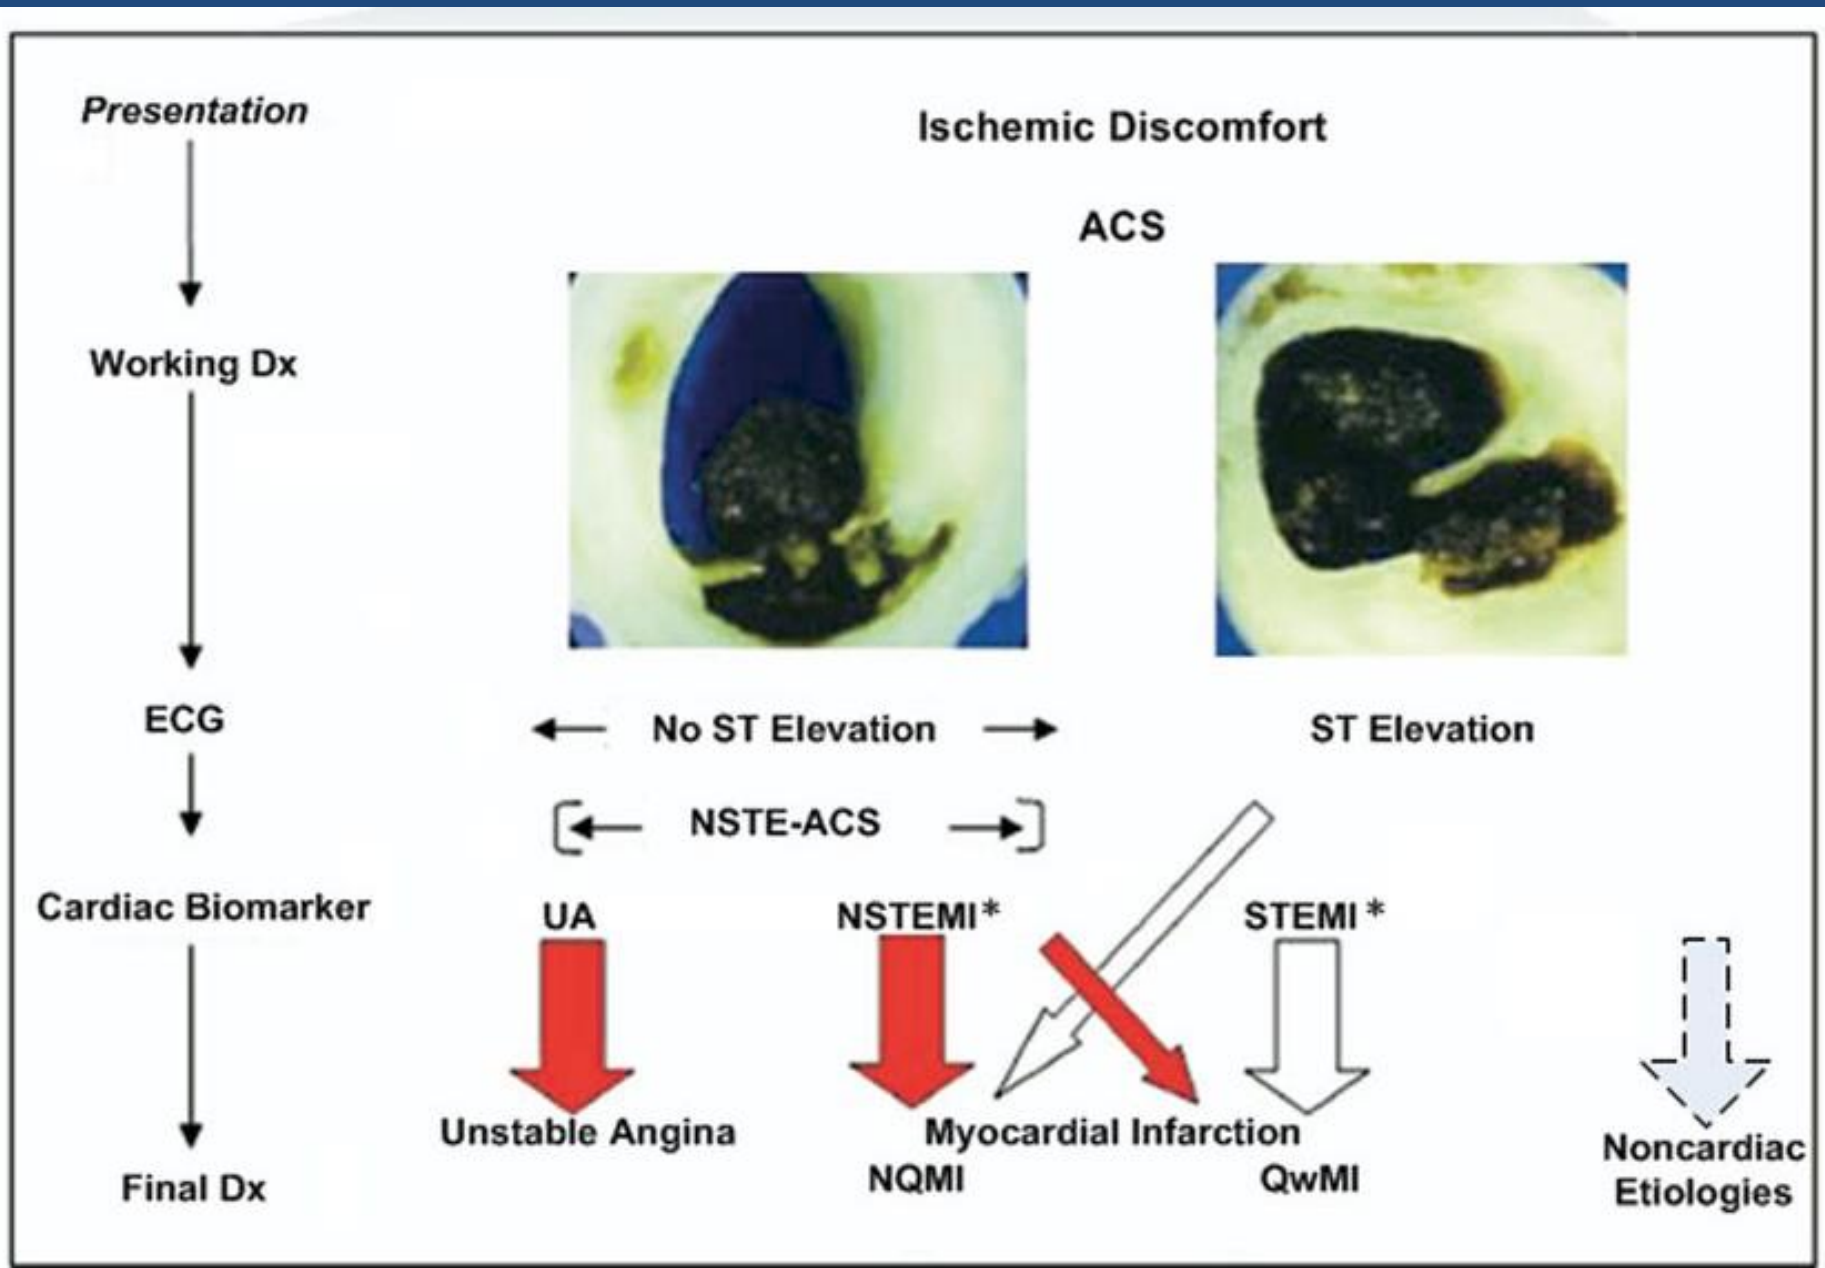 Presentation
Ischemic Discomfort
ACS
Working Dx
ECG
No ST Elevation
ST Elevation
NSTE-ACS
Cardiac Biomarker
UA
NSTEMI*
STEMI*
Unstable Angina
Myocardial Infarction
Noncardiac
Etiologies
NQMI
QwMI
Final Dx